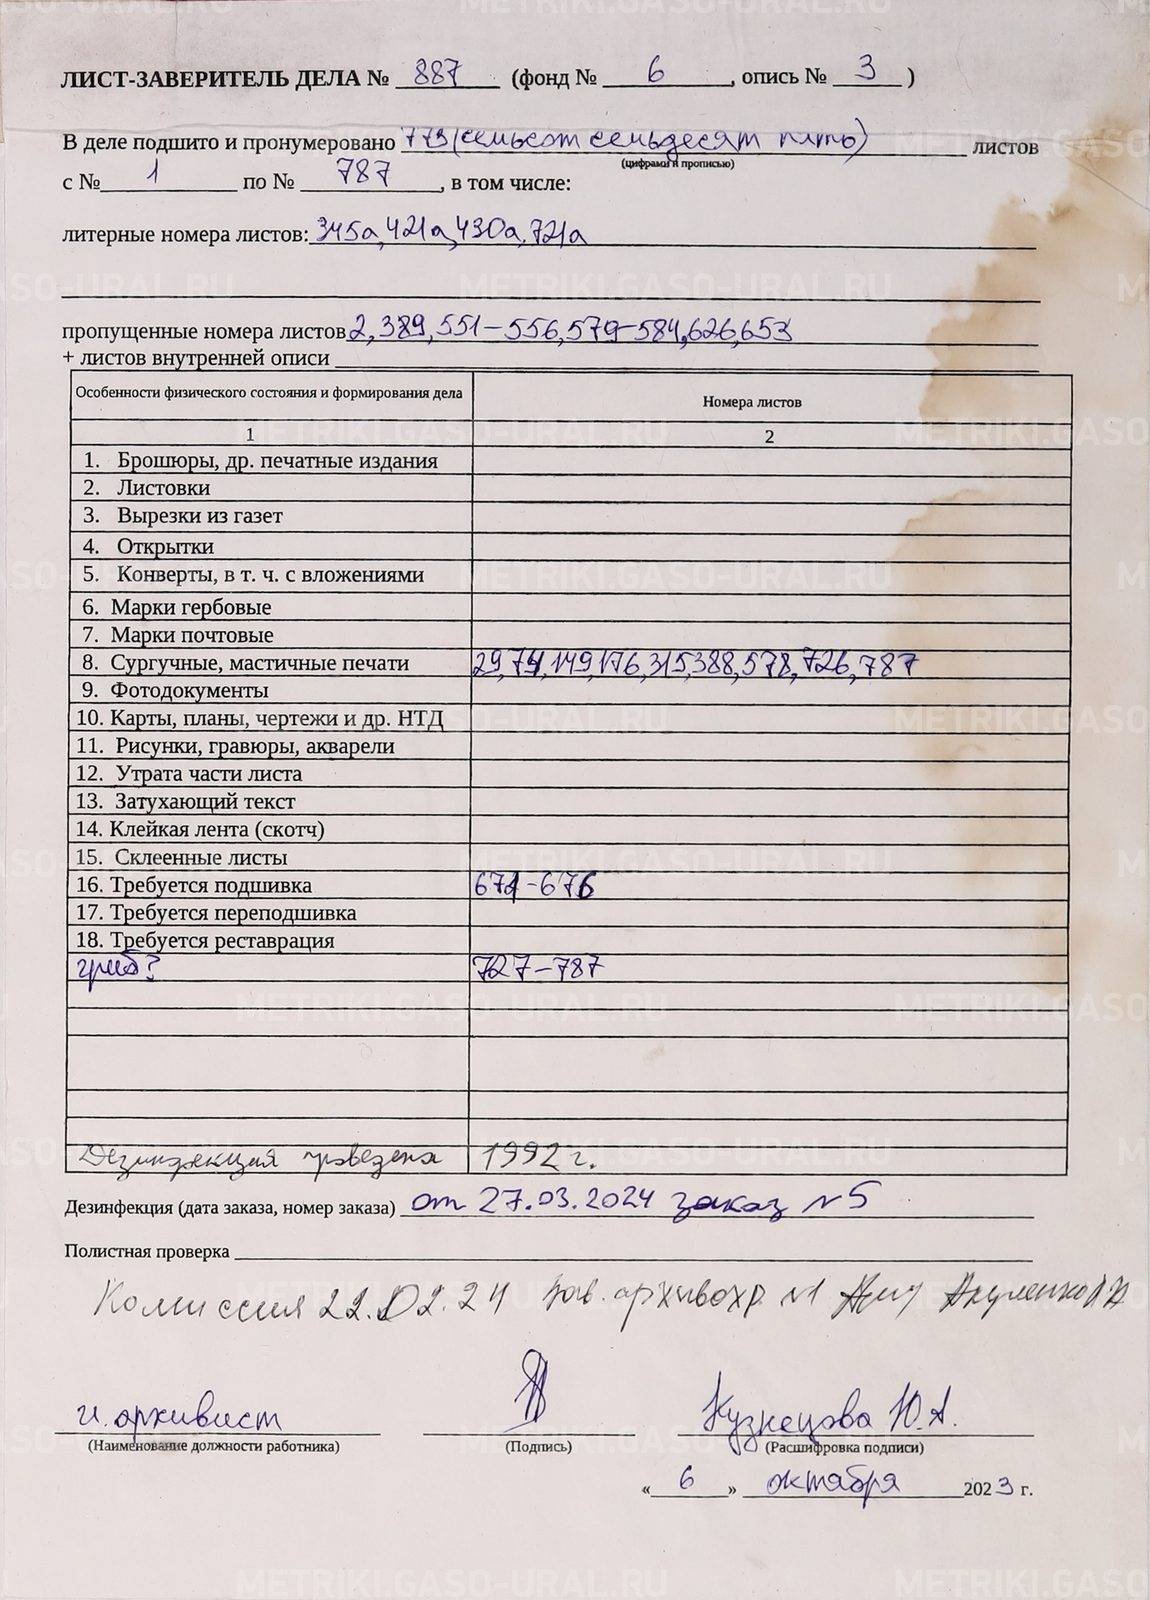 ЛИСТ-ЗАВЕРИТЕЛЬ ДЕЛА № 887 (фонд № 6, опись № 3)
В деле подшито и пронумеровано 775 (семьсот семьдесят пять) листов
(цифрами и прописью)
с № 1 по № 787, в том числе:
литерные номера листов: 345а, 421а, 430а, 721а
пропущенные номера листов 2, 389, 551-556, 579-584, 626, 653
+ листов внутренней описи
Особенности физического состояния и формирования дела Номера листов
1 2
1. Брошюры, др. печатные издания
2. Листовки
3. Вырезки из газет
4. Открытки
5. Конверты, в т. ч. с вложениями
6. Марки гербовые
7. Марки почтовые
8. Сургучные, мастичные печати 29, 74, 149, 176, 315, 388, 578, 726, 787
9. Фотодокументы
10. Карты, планы, чертежи и др. НТД
11. Рисунки, гравюры, акварели
12. Утрата части листа
13. Затухающий текст
14. Клейкая лента (скотч)
15. Склеенные листы
16. Требуется подшивка 671-676
17. Требуется переподшивка
18. Требуется реставрация
гриб? 727-787
Дезинфекция проведена 1992 г.
Дезинфекция (дата заказа, номер заказа) от 27.03.2024 заказ №5
Полистная проверка
Комиссия 22.02.24 зав. архивохр. №1
и. архивист Кузнецова Ю.А.
(Наименование должности работника) (Подпись) (Расшифровка подписи)
« 6 » октября 2023 г.
METRIKI.GASO-URAL.RU